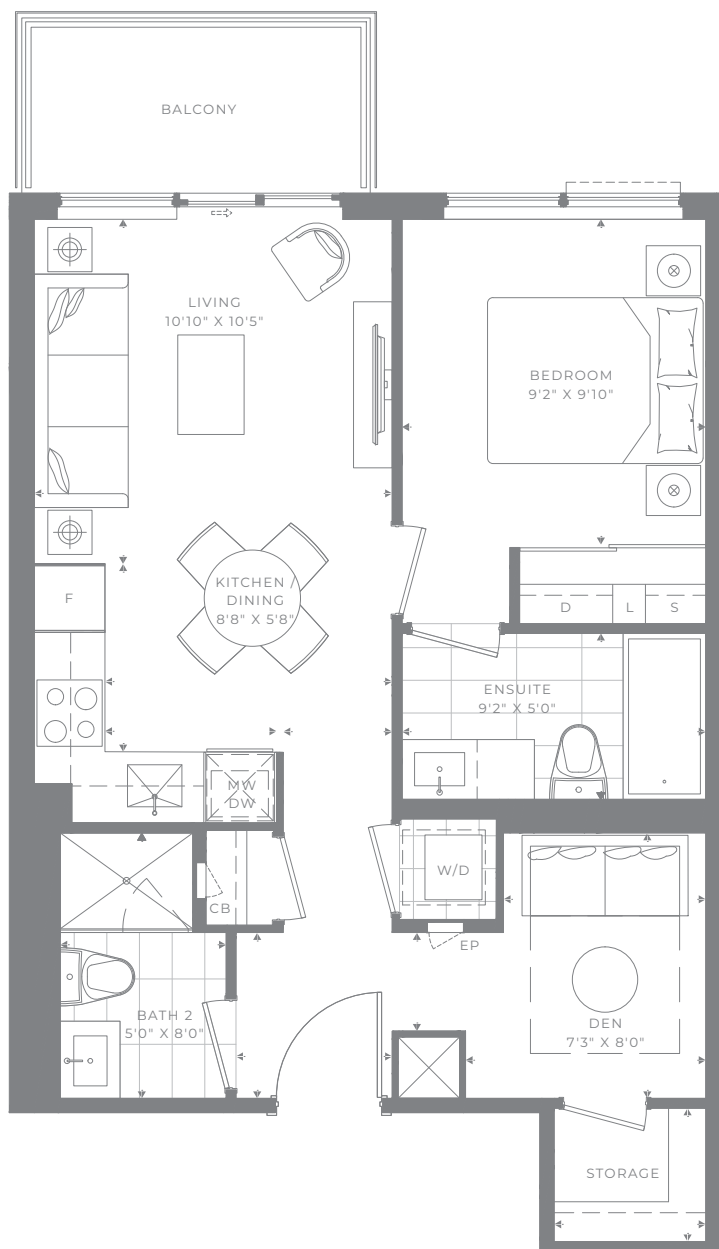 BALCONY
LIVING
10'10" X 10'5"
BEDROOM
9'2" X 9'10"
KITCHEN /
DINING
8'8" X 5'8"
F
D
L
S
ENSUITE
9'2" X 5'0"
MW
DW
W/D
CB
EP
BATH 2
5'0" X 8'0"
DEN
7'3" X 8'0"
STORAGE